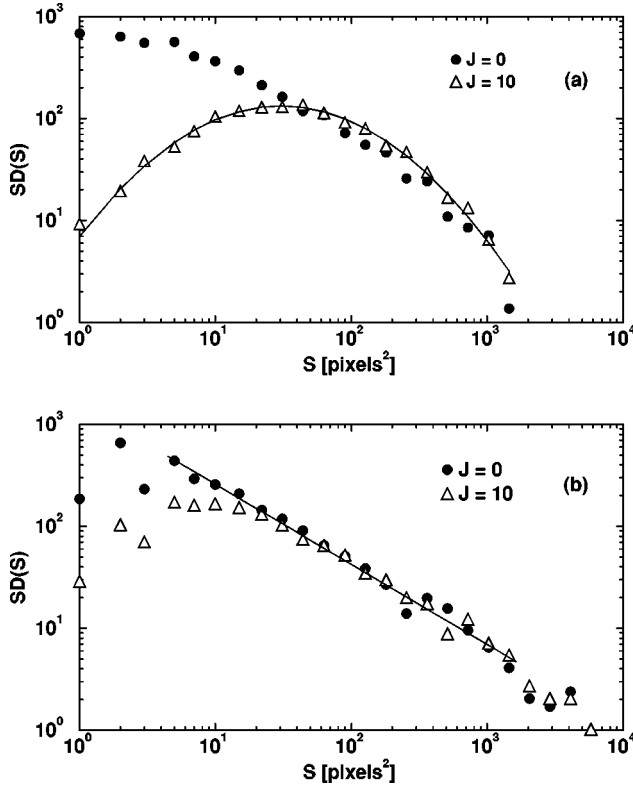 10³
10²
10¹
10⁰
SD(S)
● J = 0
△ J = 10
(a)
10⁰ 10¹ 10² 10³ 10⁴
S [pixels²]
10³
10²
10¹
10⁰
SD(S)
● J = 0
△ J = 10
(b)
10⁰ 10¹ 10² 10³ 10⁴
S [pixels²]